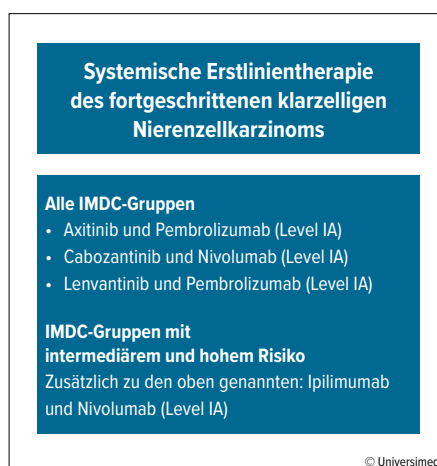 Systemische Erstlinientherapie
des fortgeschrittenen klarzelligen
Nierenzellkarzinoms
Alle IMDC-Gruppen
• Axitinib und Pembrolizumab (Level IA)
• Cabozantinib und Nivolumab (Level IA)
• Lenvantinib und Pembrolizumab (Level IA)
IMDC-Gruppen mit
intermediärem und hohem Risiko
Zusätzlich zu den oben genannten: Ipilimumab
und Nivolumab (Level IA)
© Universimed